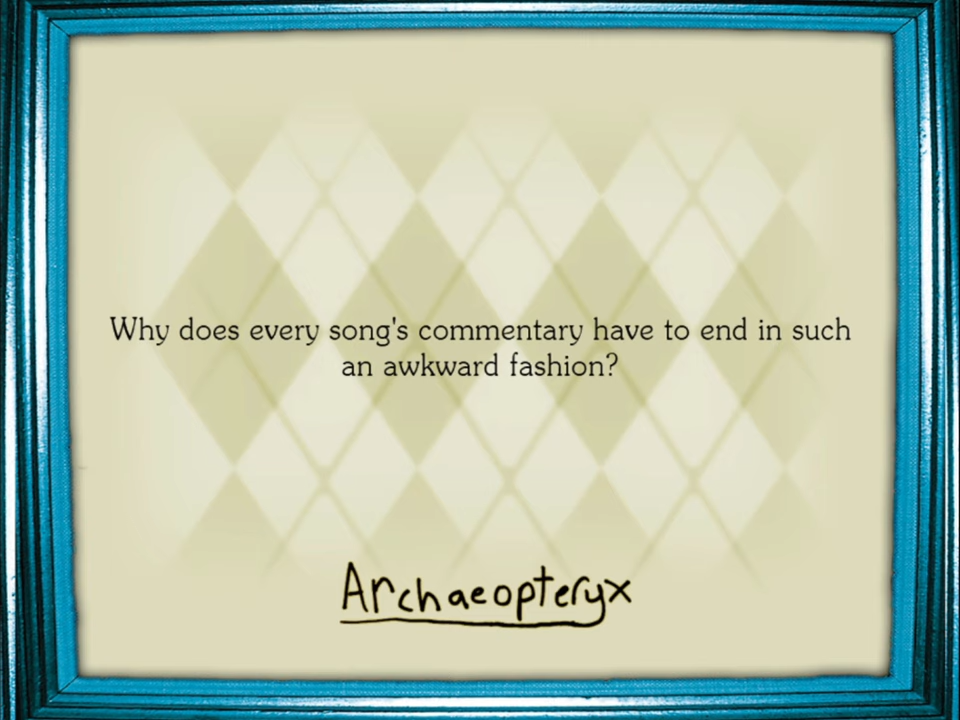 Why does every song's commentary have to end in such
an awkward fashion?
Archaeopteryx